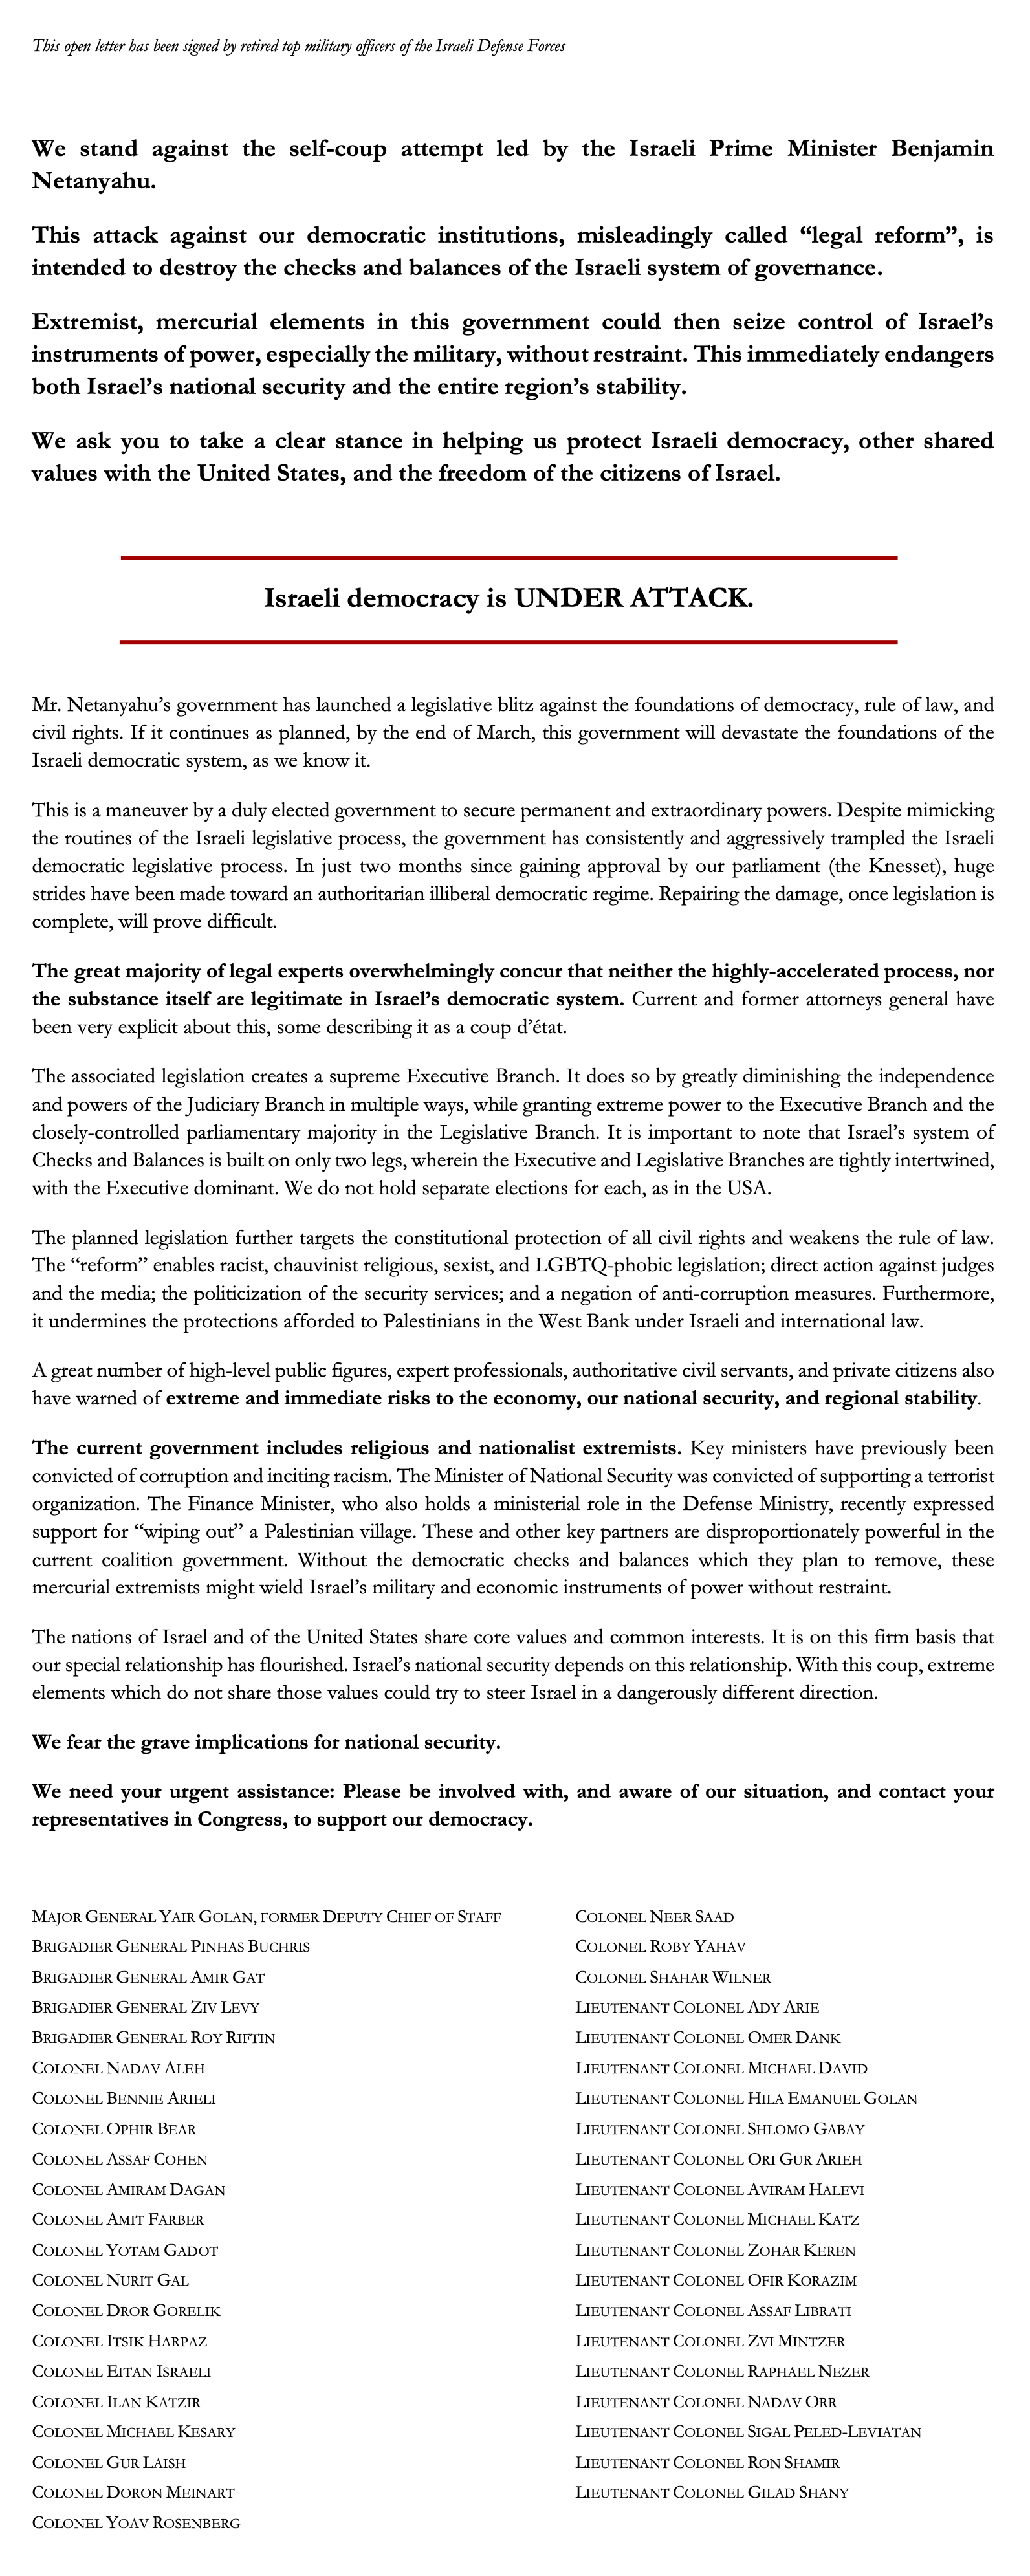 This open letter has been signed by retired top military officers of the Israeli Defense Forces
We stand against the self-coup attempt led by the Israeli Prime Minister Benjamin
Netanyahu.
This attack against our democratic institutions, misleadingly called “legal reform”, is
intended to destroy the checks and balances of the Israeli system of governance.
Extremist, mercurial elements in this government could then seize control of Israel’s
instruments of power, especially the military, without restraint. This immediately endangers
both Israel’s national security and the entire region’s stability.
We ask you to take a clear stance in helping us protect Israeli democracy, other shared
values with the United States, and the freedom of the citizens of Israel.
Israeli democracy is UNDER ATTACK.
Mr. Netanyahu’s government has launched a legislative blitz against the foundations of democracy, rule of law, and
civil rights. If it continues as planned, by the end of March, this government will devastate the foundations of the
Israeli democratic system, as we know it.
This is a maneuver by a duly elected government to secure permanent and extraordinary powers. Despite mimicking
the routines of the Israeli legislative process, the government has consistently and aggressively trampled the Israeli
democratic legislative process. In just two months since gaining approval by our parliament (the Knesset), huge
strides have been made toward an authoritarian illiberal democratic regime. Repairing the damage, once legislation is
complete, will prove difficult.
The great majority of legal experts overwhelmingly concur that neither the highly-accelerated process, nor
the substance itself are legitimate in Israel’s democratic system. Current and former attorneys general have
been very explicit about this, some describing it as a coup d’état.
The associated legislation creates a supreme Executive Branch. It does so by greatly diminishing the independence
and powers of the Judiciary Branch in multiple ways, while granting extreme power to the Executive Branch and the
closely-controlled parliamentary majority in the Legislative Branch. It is important to note that Israel’s system of
Checks and Balances is built on only two legs, wherein the Executive and Legislative Branches are tightly intertwined,
with the Executive dominant. We do not hold separate elections for each, as in the USA.
The planned legislation further targets the constitutional protection of all civil rights and weakens the rule of law.
The “reform” enables racist, chauvinist religious, sexist, and LGBTQ-phobic legislation; direct action against judges
and the media; the politicization of the security services; and a negation of anti-corruption measures. Furthermore,
it undermines the protections afforded to Palestinians in the West Bank under Israeli and international law.
A great number of high-level public figures, expert professionals, authoritative civil servants, and private citizens also
have warned of extreme and immediate risks to the economy, our national security, and regional stability.
The current government includes religious and nationalist extremists. Key ministers have previously been
convicted of corruption and inciting racism. The Minister of National Security was convicted of supporting a terrorist
organization. The Finance Minister, who also holds a ministerial role in the Defense Ministry, recently expressed
support for “wiping out” a Palestinian village. These and other key partners are disproportionately powerful in the
current coalition government. Without the democratic checks and balances which they plan to remove, these
mercurial extremists might wield Israel’s military and economic instruments of power without restraint.
The nations of Israel and of the United States share core values and common interests. It is on this firm basis that
our special relationship has flourished. Israel’s national security depends on this relationship. With this coup, extreme
elements which do not share those values could try to steer Israel in a dangerously different direction.
We fear the grave implications for national security.
We need your urgent assistance: Please be involved with, and aware of our situation, and contact your
representatives in Congress, to support our democracy.
MAJOR GENERAL YAIR GOLAN, FORMER DEPUTY CHIEF OF STAFF
BRIGADIER GENERAL PINHAS BUCHRIS
BRIGADIER GENERAL AMIR GAT
BRIGADIER GENERAL ZIV LEVY
BRIGADIER GENERAL ROY RIFTIN
COLONEL NADAV ALEH
COLONEL BENNIE ARIELI
COLONEL OPHIR BEAR
COLONEL ASSAF COHEN
COLONEL AMIRAM DAGAN
COLONEL AMIT FARBER
COLONEL YOTAM GADOT
COLONEL NURIT GAL
COLONEL DROR GORELIK
COLONEL ITSIK HARPAZ
COLONEL EITAN ISRAELI
COLONEL ILAN KATZIR
COLONEL MICHAEL KESARY
COLONEL GUR LAISH
COLONEL DORON MEINART
COLONEL YOAV ROSENBERG
COLONEL NEER SAAD
COLONEL ROBY YAHAV
COLONEL SHAHAR WILNER
LIEUTENANT COLONEL ADY ARIE
LIEUTENANT COLONEL OMER DANK
LIEUTENANT COLONEL MICHAEL DAVID
LIEUTENANT COLONEL HILA EMANUEL GOLAN
LIEUTENANT COLONEL SHLOMO GABAY
LIEUTENANT COLONEL ORI GUR ARIEH
LIEUTENANT COLONEL AVIRAM HALEVI
LIEUTENANT COLONEL MICHAEL KATZ
LIEUTENANT COLONEL ZOHAR KEREN
LIEUTENANT COLONEL OFIR KORAZIM
LIEUTENANT COLONEL ASSAF LIBRATI
LIEUTENANT COLONEL ZVI MINTZER
LIEUTENANT COLONEL RAPHAEL NEZER
LIEUTENANT COLONEL NADAV ORR
LIEUTENANT COLONEL SIGAL PELED-LEVIATAN
LIEUTENANT COLONEL RON SHAMIR
LIEUTENANT COLONEL GILAD SHANY